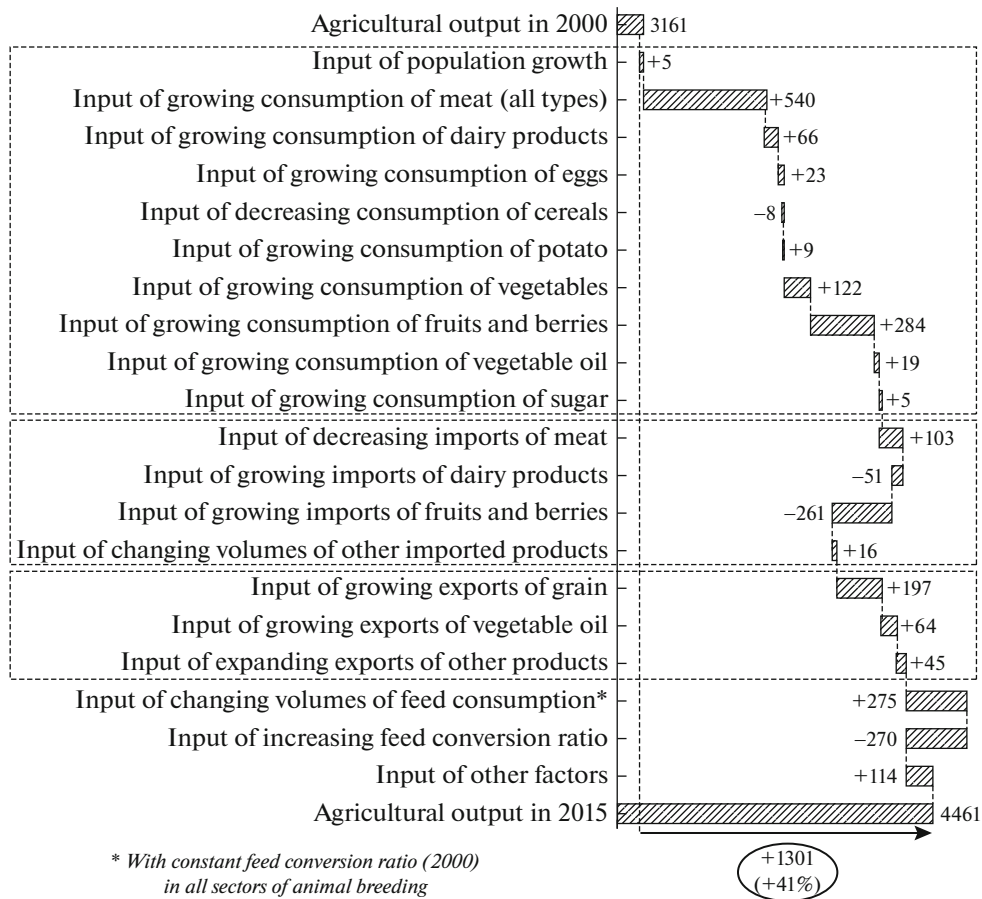 Agricultural output in 2000 3161
Input of population growth +5
Input of growing consumption of meat (all types) +540
Input of growing consumption of dairy products +66
Input of growing consumption of eggs +23
Input of decreasing consumption of cereals –8
Input of growing consumption of potato +9
Input of growing consumption of vegetables +122
Input of growing consumption of fruits and berries +284
Input of growing consumption of vegetable oil +19
Input of growing consumption of sugar +5
Input of decreasing imports of meat +103
Input of growing imports of dairy products –51
Input of growing imports of fruits and berries –261
Input of changing volumes of other imported products +16
Input of growing exports of grain +197
Input of growing exports of vegetable oil +64
Input of expanding exports of other products +45
Input of changing volumes of feed consumption* +275
Input of increasing feed conversion ratio –270
Input of other factors +114
Agricultural output in 2015 4461
* With constant feed conversion ratio (2000)
in all sectors of animal breeding
+1301
(+41%)